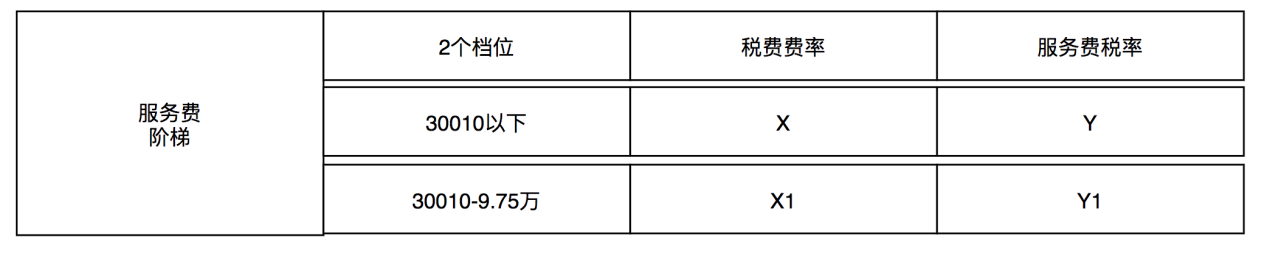 2个档位
税费费率
服务费税率
服务费
阶梯
30010以下
X
Y
30010-9.75万
X1
Y1